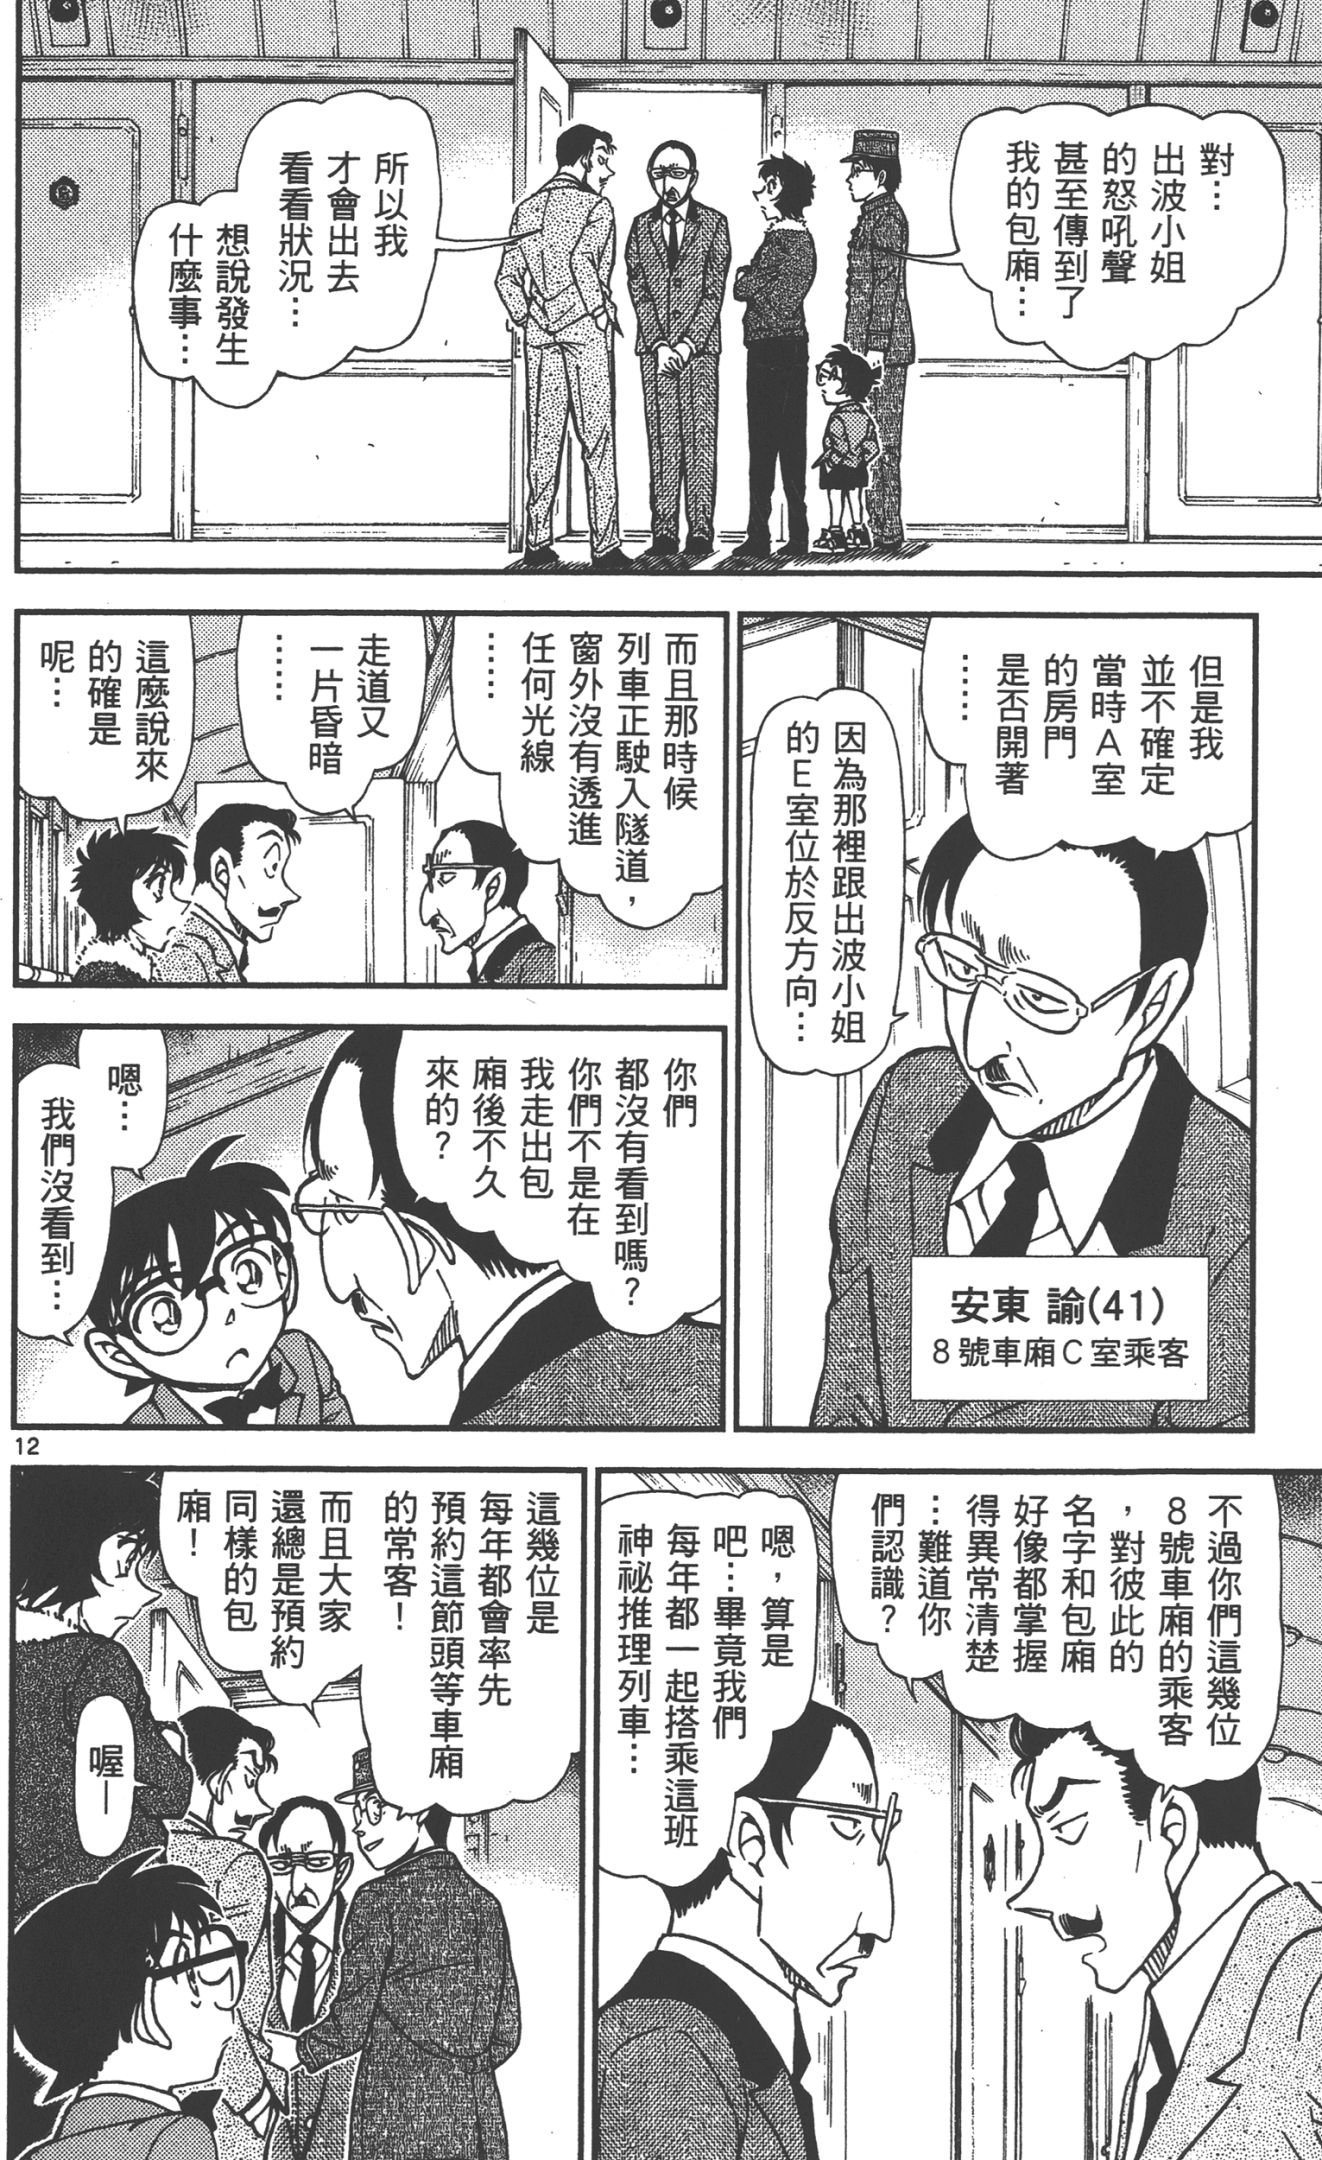 對…
出波小姐
的怒吼聲
甚至傳到了
我的包廂…
所以我
才會出去
看看狀況…
想說發生
什麼事…
但是我
並不確定
當時A室
的房門
是否開著
……
因為那裡跟出波小姐
的E室位於反方向…
安東 諭(41)
8號車廂C室乘客
而且那時候
列車正駛入隧道，
窗外沒有透進
任何光線
……
走道又
一片昏暗
……
這麼說來
的確是
呢…
你們
都沒有看到嗎？
你們不是在
我走出包
廂後不久
來的？
嗯…
我們沒看到…
12
不過你們這幾位
8號車廂的乘客
，對彼此的
名字和包廂
好像都掌握
得異常清楚
…難道你
們認識？
嗯，算是
吧…畢竟我們
每年都一起搭乘這班
神祕推理列車…
這幾位是
每年都會率先
預約這節頭等車廂
的常客！
而且大家
還總是預約
同樣的包
廂！
喔—